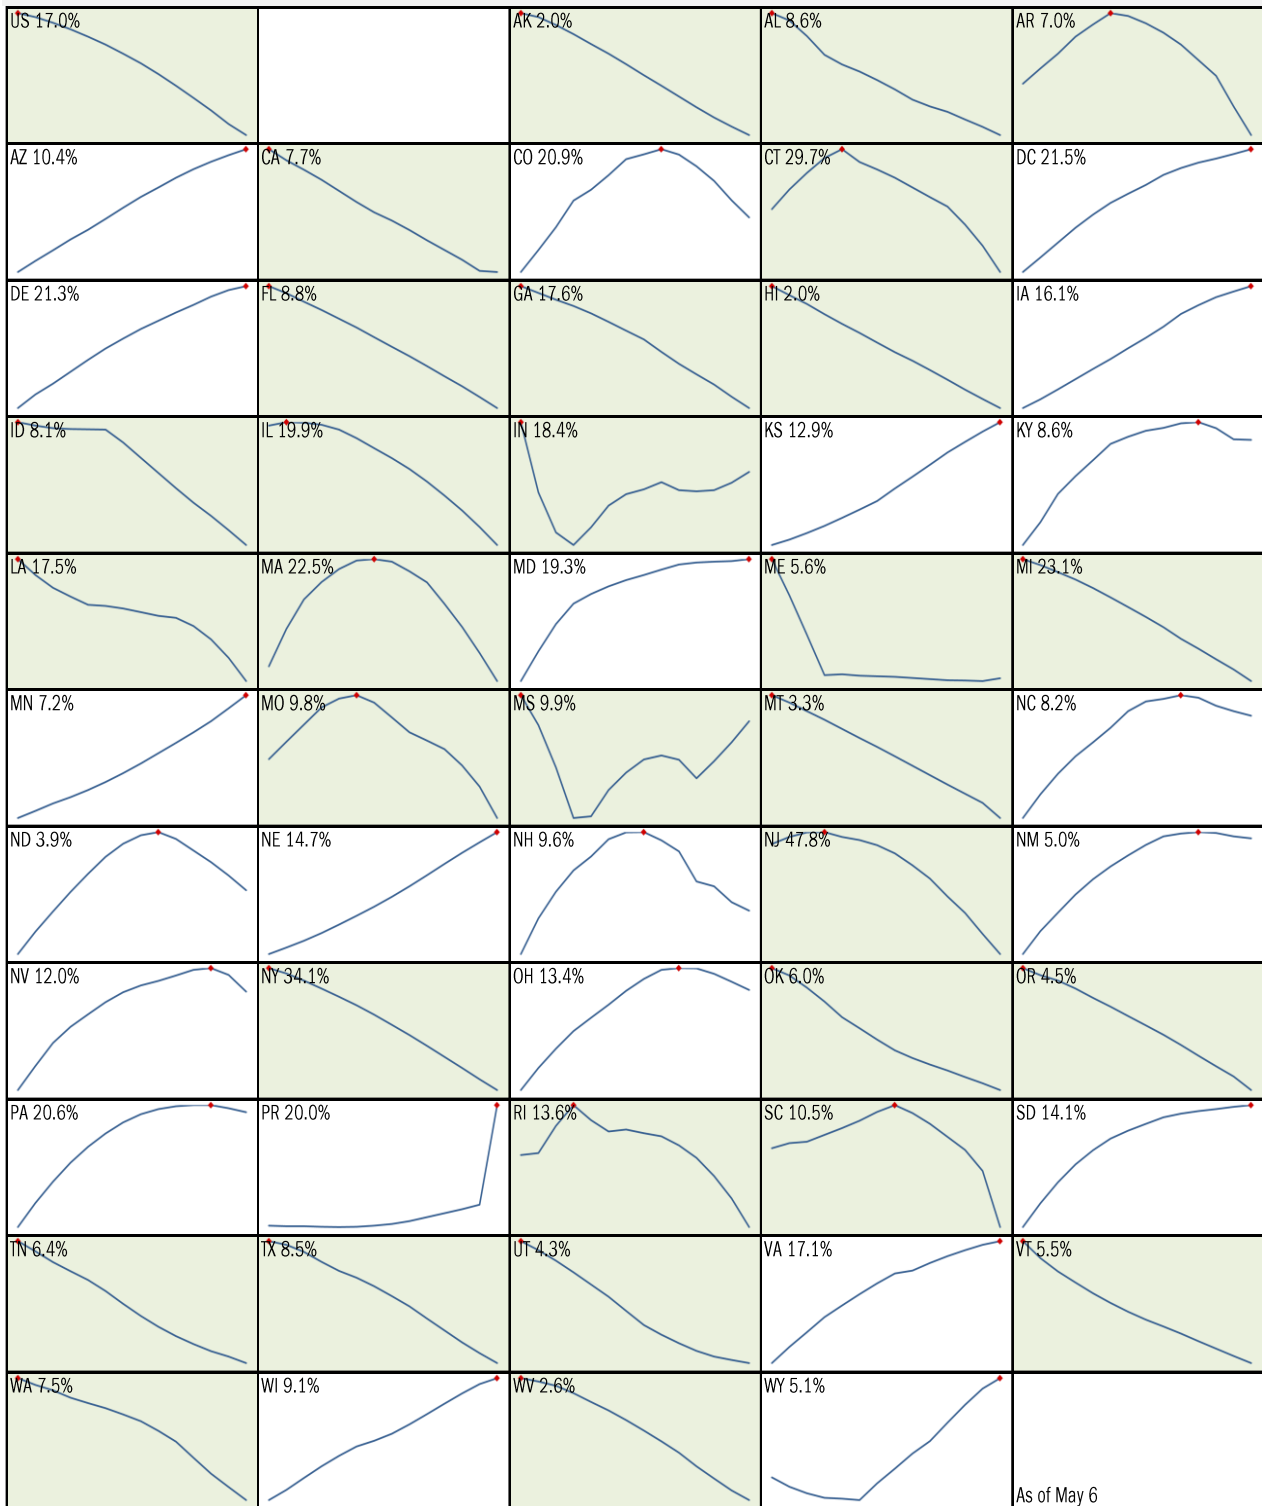 US 17.0%
AK 2.0%
AL 8.6%
AR 7.0%
AZ 10.4%
CA 7.7%
CO 20.9%
CT 29.7%
DC 21.5%
DE 21.3%
FL 8.8%
GA 17.6%
HI 2.0%
IA 16.1%
ID 8.1%
IL 19.9%
IN 18.4%
KS 12.9%
KY 8.6%
LA 17.5%
MA 22.5%
MD 19.3%
ME 5.6%
MI 23.1%
MN 7.2%
MO 9.8%
MS 9.9%
MT 3.3%
NC 8.2%
ND 3.9%
NE 14.7%
NH 9.6%
NJ 47.8%
NM 5.0%
NV 12.0%
NY 34.1%
OH 13.4%
OK 6.0%
OR 4.5%
PA 20.6%
PR 20.0%
RI 13.6%
SC 10.5%
SD 14.1%
TN 6.4%
TX 8.5%
UT 4.3%
VA 17.1%
VT 5.5%
WA 7.5%
WI 9.1%
WV 2.6%
WY 5.1%
As of May 6